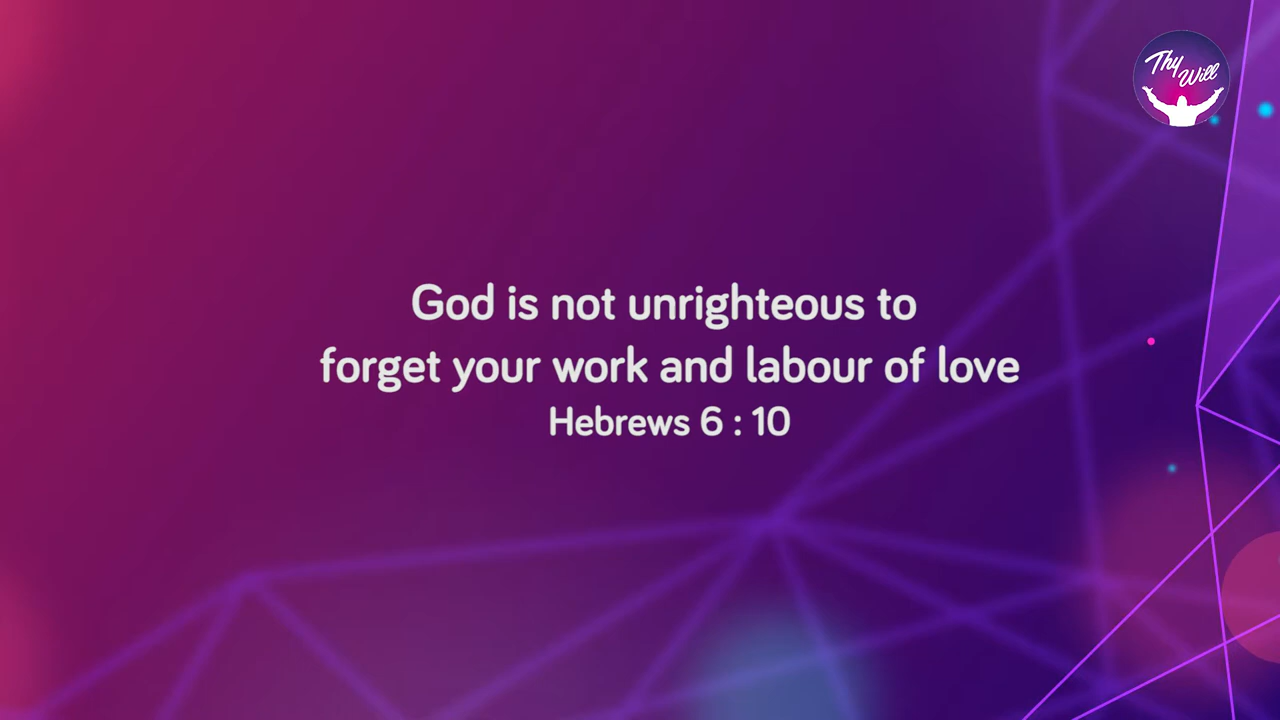 Thy
Will
God is not unrighteous to
forget your work and labour of love
Hebrews 6 : 10